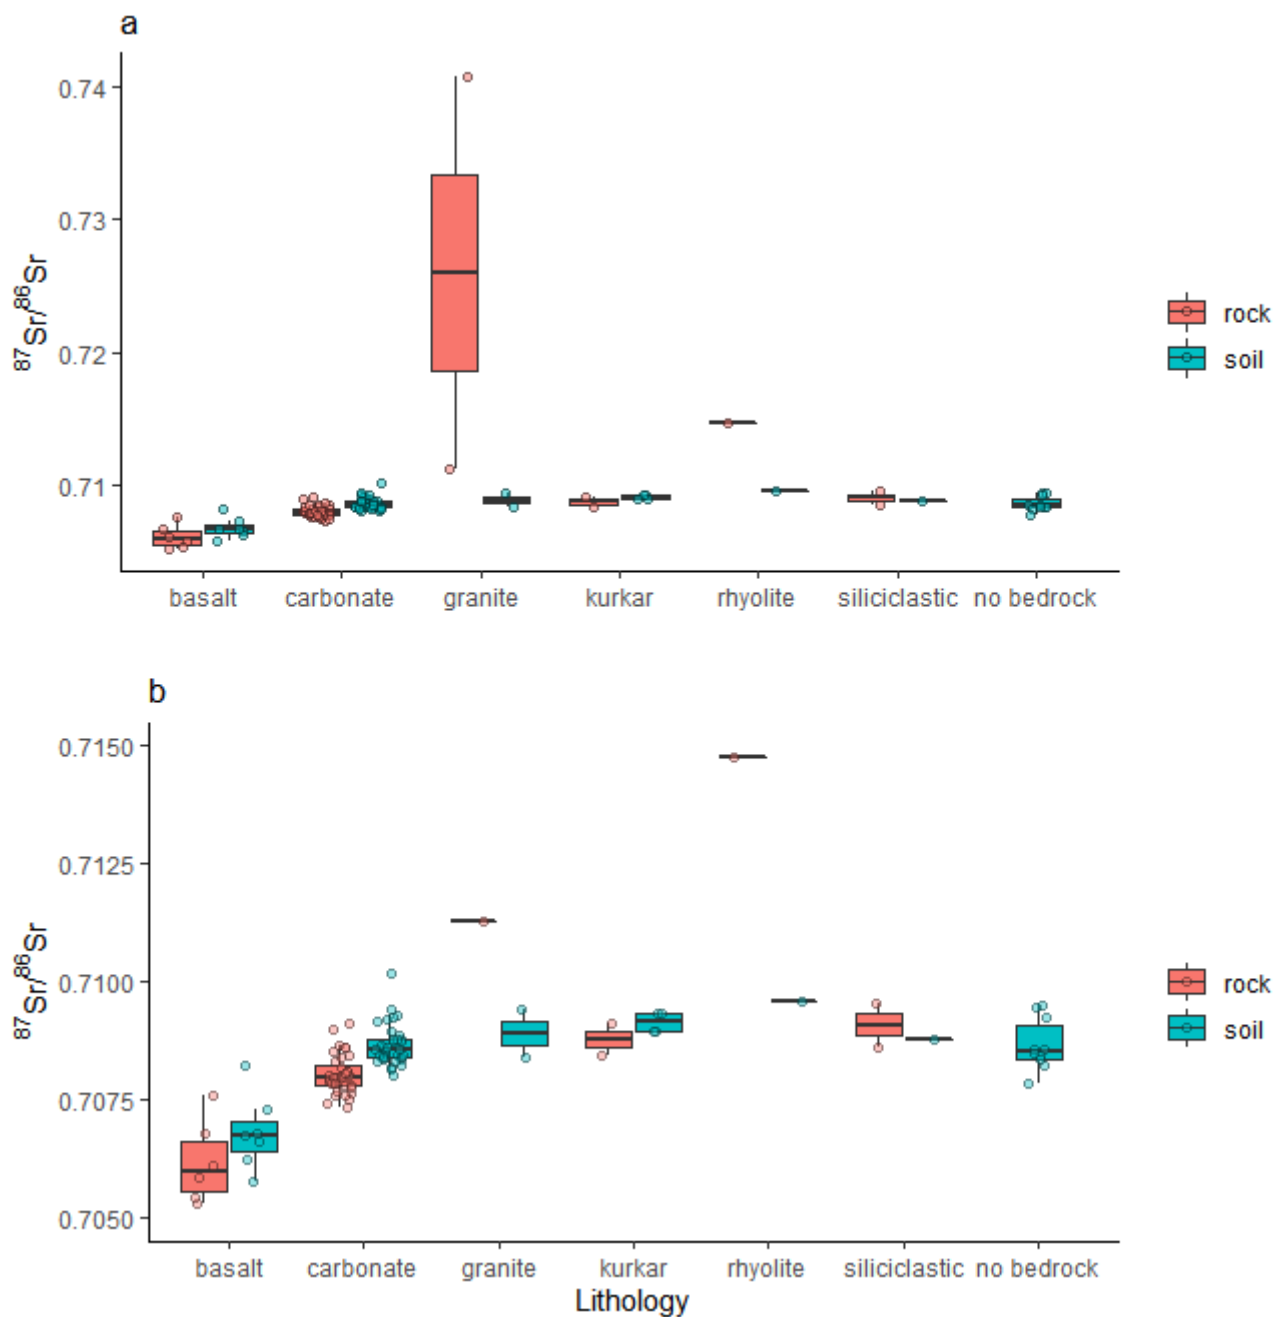 a
0.74
0.73
0.72
0.71
⁸⁷Sr/⁸⁶Sr
basalt carbonate granite kurkar rhyolite siliciclastic no bedrock
rock
soil
b
0.7150
0.7125
0.7100
0.7075
0.7050
⁸⁷Sr/⁸⁶Sr
basalt carbonate granite kurkar rhyolite siliciclastic no bedrock
Lithology
rock
soil